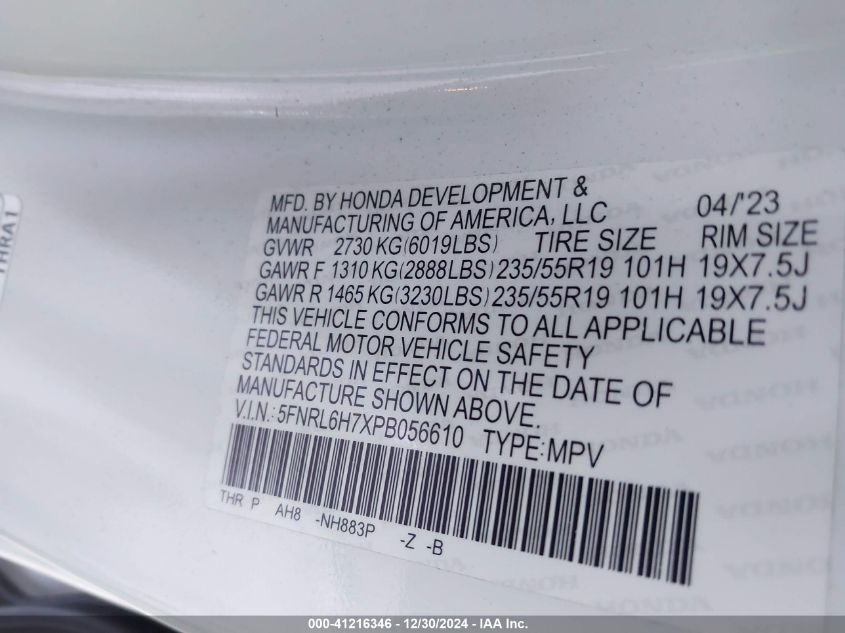 THRA1
MFD. BY HONDA DEVELOPMENT &
MANUFACTURING OF AMERICA, LLC 04/'23
GVWR 2730 KG(6019LBS) TIRE SIZE RIM SIZE
GAWR F 1310 KG(2888LBS) 235/55R19 101H 19X7.5J
GAWR R 1465 KG(3230LBS) 235/55R19 101H 19X7.5J
THIS VEHICLE CONFORMS TO ALL APPLICABLE
FEDERAL MOTOR VEHICLE SAFETY
STANDARDS IN EFFECT ON THE DATE OF
MANUFACTURE SHOWN ABOVE.
V.I.N.: 5FNRL6H7XPB056610 TYPE: MPV
THR P AH8 -NH883P -Z -B
HONDA
000-41216346 - 12/30/2024 - IAA Inc.